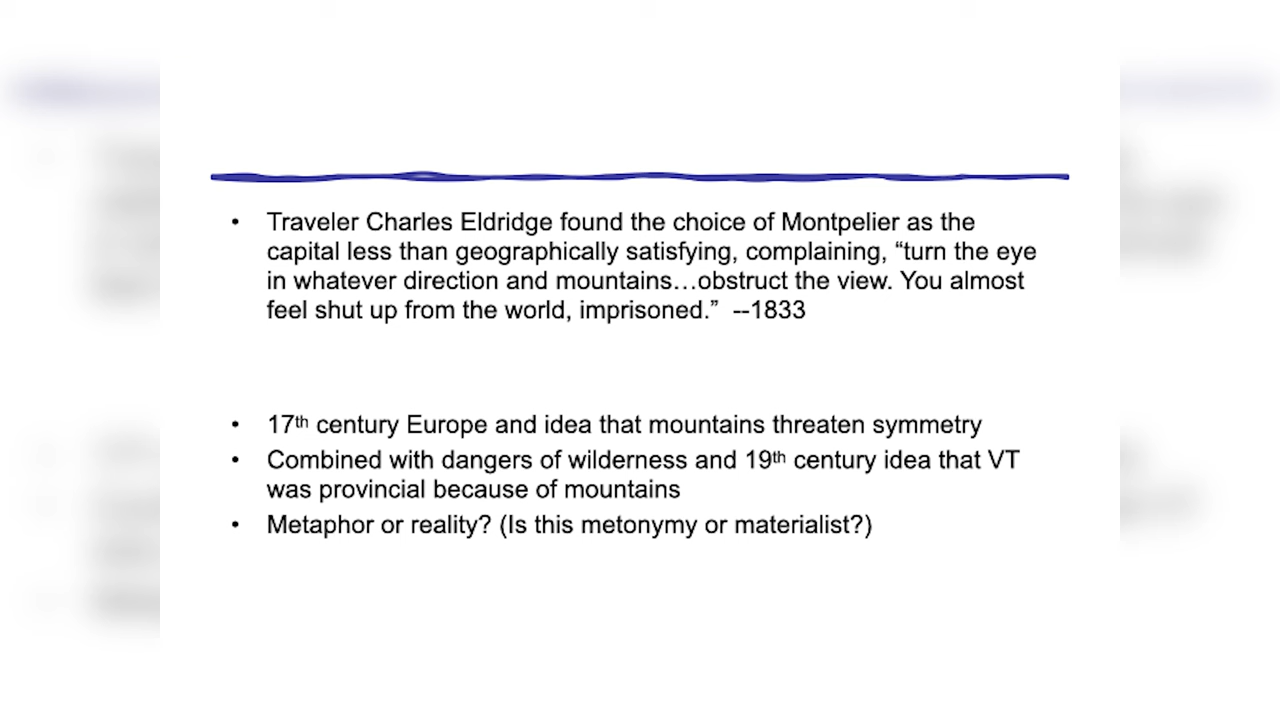 • Traveler Charles Eldridge found the choice of Montpelier as the
capital less than geographically satisfying, complaining, “turn the eye
in whatever direction and mountains…obstruct the view. You almost
feel shut up from the world, imprisoned.” --1833
• 17th century Europe and idea that mountains threaten symmetry
• Combined with dangers of wilderness and 19th century idea that VT
was provincial because of mountains
• Metaphor or reality? (Is this metonymy or materialist?)